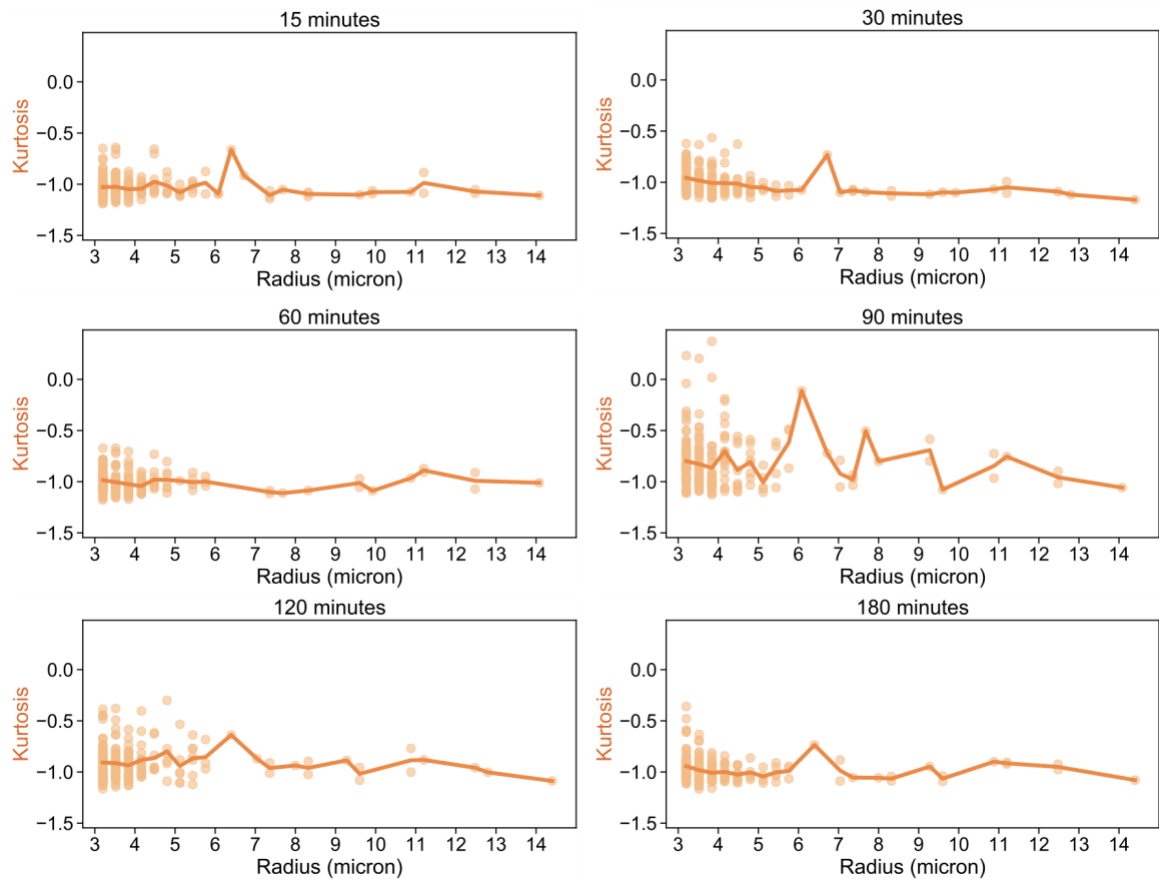 15 minutes
Kurtosis
0.0
−0.5
−1.0
−1.5
3 4 5 6 7 8 9 10 11 12 13 14
Radius (micron)
30 minutes
Kurtosis
0.0
−0.5
−1.0
−1.5
3 4 5 6 7 8 9 10 11 12 13 14
Radius (micron)
60 minutes
Kurtosis
0.0
−0.5
−1.0
−1.5
3 4 5 6 7 8 9 10 11 12 13 14
Radius (micron)
90 minutes
Kurtosis
0.0
−0.5
−1.0
−1.5
3 4 5 6 7 8 9 10 11 12 13 14
Radius (micron)
120 minutes
Kurtosis
0.0
−0.5
−1.0
−1.5
3 4 5 6 7 8 9 10 11 12 13 14
Radius (micron)
180 minutes
Kurtosis
0.0
−0.5
−1.0
−1.5
3 4 5 6 7 8 9 10 11 12 13 14
Radius (micron)